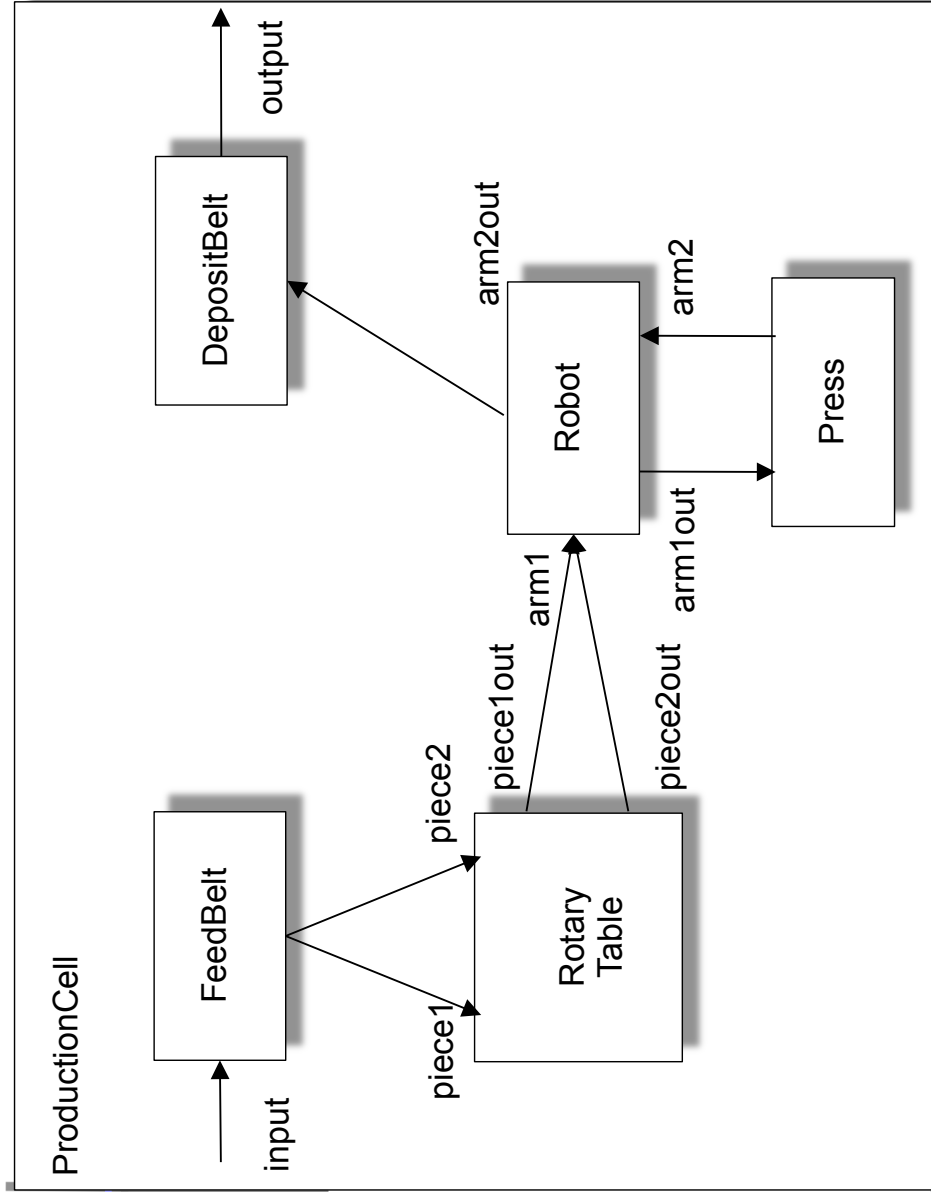 ProductionCell
input
FeedBelt
piece1
piece2
Rotary
Table
piece1out
piece2out
arm1
Robot
arm1out
arm2
Press
arm2out
DepositBelt
output